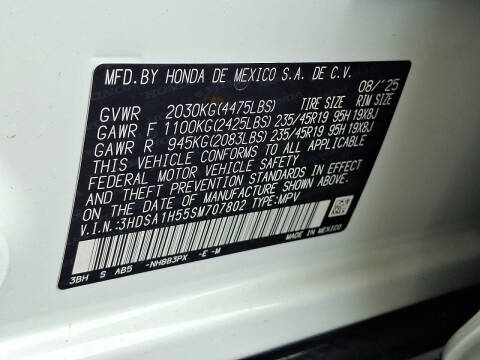 MFD. BY HONDA DE MEXICO S.A. DE C.V.
08/'25
GVWR 2030KG(4475LBS) TIRE SIZE RIM SIZE
GAWR F 1100KG(2425LBS) 235/45R19 95H 19X8J
GAWR R 945KG(2083LBS) 235/45R19 95H 19X8J
THIS VEHICLE CONFORMS TO ALL APPLICABLE
FEDERAL MOTOR VEHICLE SAFETY, BUMPER,
AND THEFT PREVENTION STANDARDS IN EFFECT
ON THE DATE OF MANUFACTURE SHOWN ABOVE.
V.I.N.:3HDSA1H55SM707802 TYPE:MPV
3BH S AB5 -NH883PX -E -M